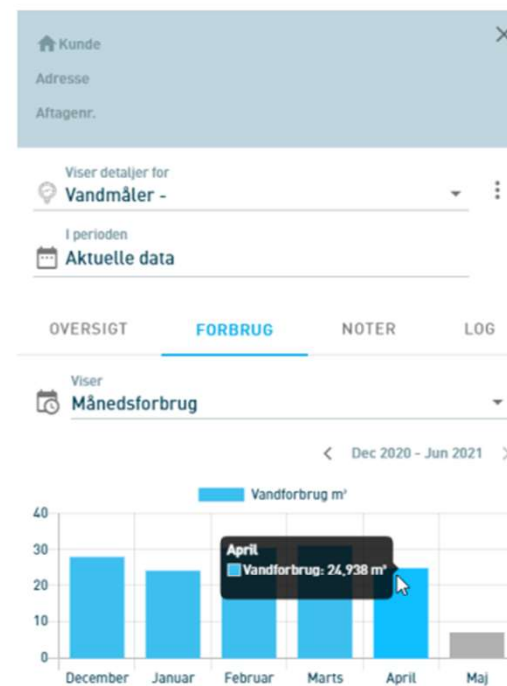 Kunde
Adresse
Aftagenr.
Viser detaljer for
Vandmåler -
I perioden
Aktuelle data
OVERSIGT FORBRUG NOTER LOG
Viser
Månedsforbrug
Dec 2020 - Jun 2021
Vandforbrug m³
40
30
April
Vandforbrug: 24,938 m³
20
10
0
December Januar Februar Marts April Maj